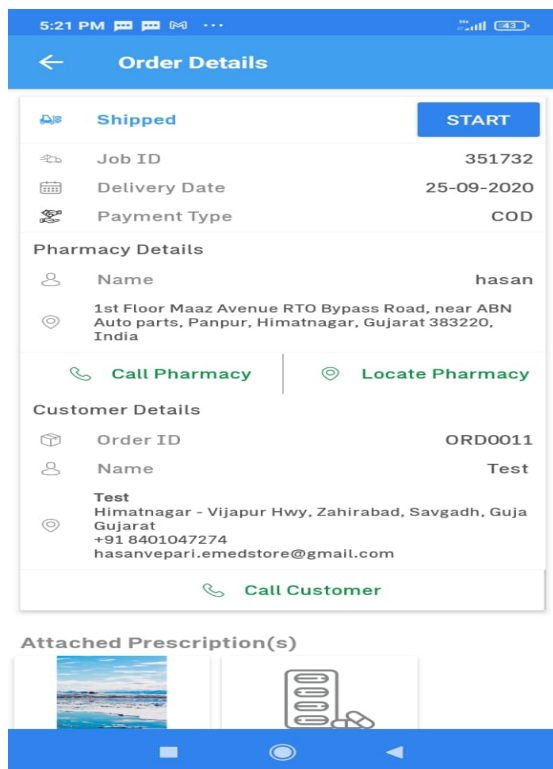 5:21 PM
43
Order Details
Shipped
START
Job ID 351732
Delivery Date 25-09-2020
Payment Type COD
Pharmacy Details
Name hasan
1st Floor Maaz Avenue RTO Bypass Road, near ABN
Auto parts, Panpur, Himatnagar, Gujarat 383220,
India
Call Pharmacy
Locate Pharmacy
Customer Details
Order ID ORD0011
Name Test
Test
Himatnagar - Vijapur Hwy, Zahirabad, Savgadh, Guja
Gujarat
+91 8401047274
hasanvepari.emedstore@gmail.com
Call Customer
Attached Prescription(s)